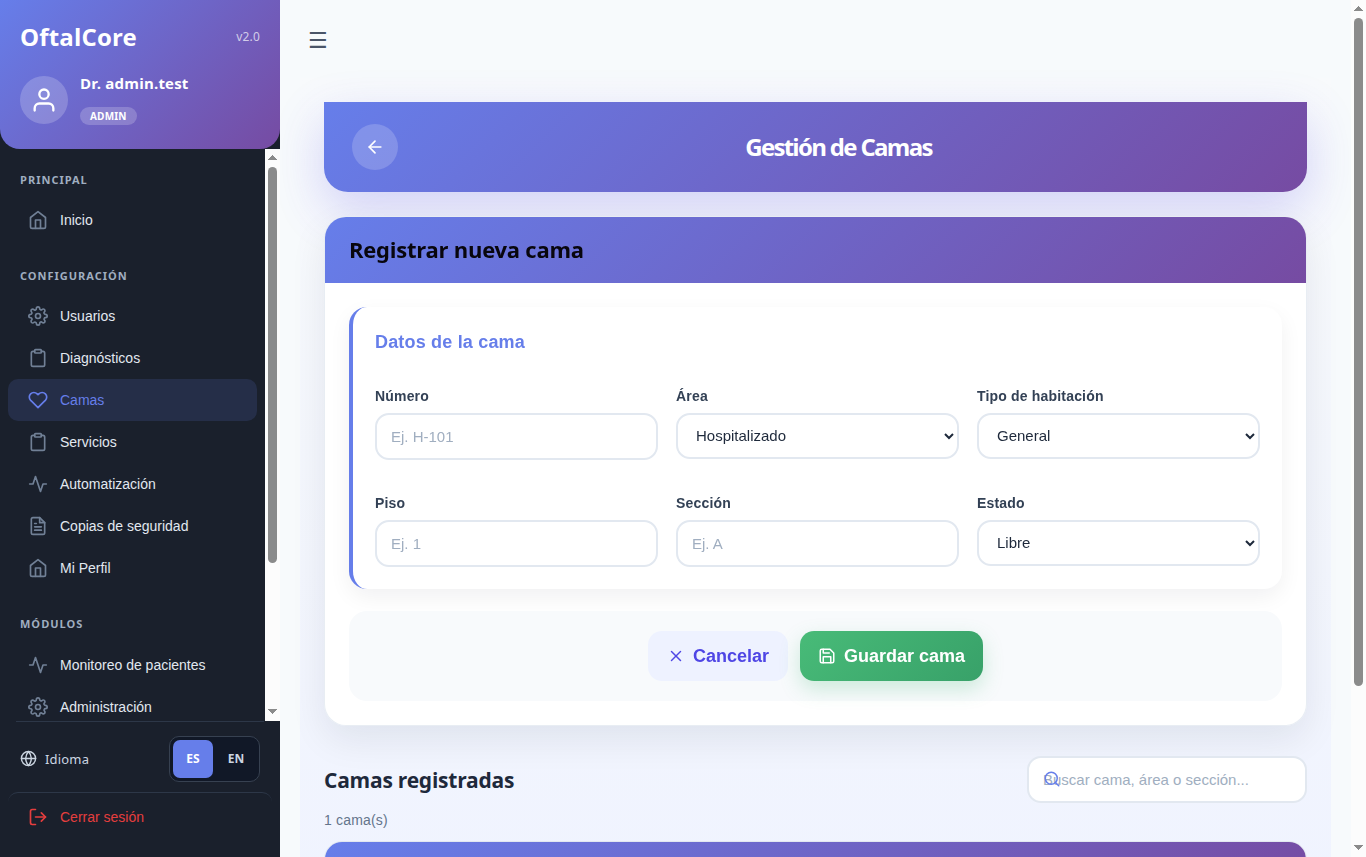 OftalCore
v2.0
Dr. admin.test
ADMIN
PRINCIPAL
Inicio
CONFIGURACIÓN
Usuarios
Diagnósticos
Camas
Servicios
Automatización
Copias de seguridad
Mi Perfil
MÓDULOS
Monitoreo de pacientes
Administración
Idioma
ES
EN
Cerrar sesión
Gestión de Camas
Registrar nueva cama
Datos de la cama
Número
Área
Tipo de habitación
Ej. H-101
Hospitalizado
General
Piso
Sección
Estado
Ej. 1
Ej. A
Libre
Cancelar
Guardar cama
Camas registradas
Buscar cama, área o sección...
1 cama(s)